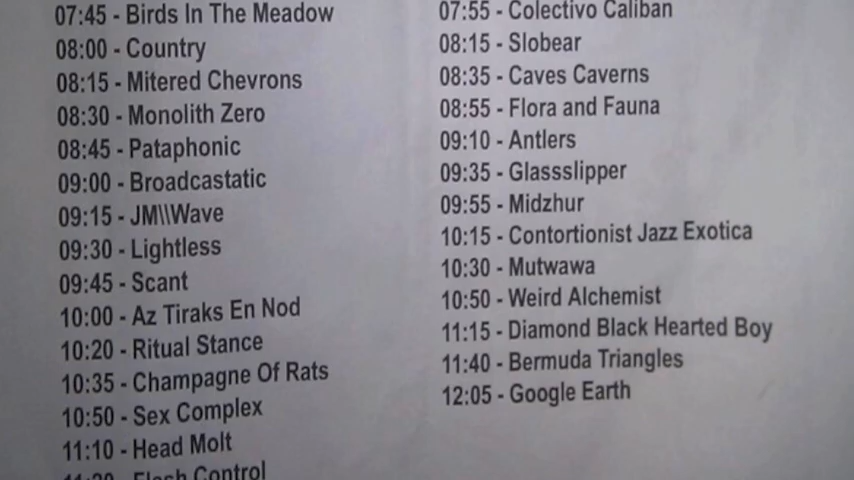 07:45 - Birds In The Meadow
08:00 - Country
08:15 - Mitered Chevrons
08:30 - Monolith Zero
08:45 - Pataphonic
09:00 - Broadcastatic
09:15 - JM\\Wave
09:30 - Lightless
09:45 - Scant
10:00 - Az Tiraks En Nod
10:20 - Ritual Stance
10:35 - Champagne Of Rats
10:50 - Sex Complex
11:10 - Head Molt
- Flesh Control
07:55 - Colectivo Caliban
08:15 - Slobear
08:35 - Caves Caverns
08:55 - Flora and Fauna
09:10 - Antlers
09:35 - Glassslipper
09:55 - Midzhur
10:15 - Contortionist Jazz Exotica
10:30 - Mutwawa
10:50 - Weird Alchemist
11:15 - Diamond Black Hearted Boy
11:40 - Bermuda Triangles
12:05 - Google Earth